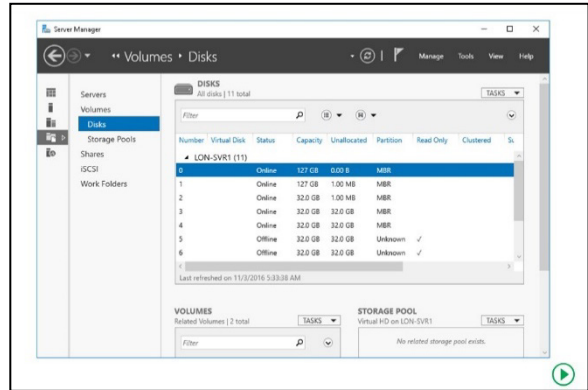 Server Manager
Volumes • Disks
Manage Tools View Help
Servers
Volumes
Disks
Storage Pools
Shares
iSCSI
Work Folders
DISKS
All disks | 11 total
TASKS
Filter
Number Virtual Disk Status Capacity Unallocated Partition Read Only Clustered
LON-SVR1 (11)
0 Online 127 GB 0.00 B MBR
1 Online 127 GB 1.00 MB MBR
2 Online 32.0 GB 1.00 MB MBR
3 Online 32.0 GB 32.0 GB MBR
4 Online 32.0 GB 32.0 GB MBR
5 Offline 32.0 GB 32.0 GB Unknown ✓
6 Offline 32.0 GB 32.0 GB Unknown ✓
Last refreshed on 11/3/2016 5:33:38 AM
VOLUMES
Related Volumes | 2 total
TASKS
Filter
STORAGE POOL
Virtual HD on LON-SVR1
TASKS
No related storage pool exists.